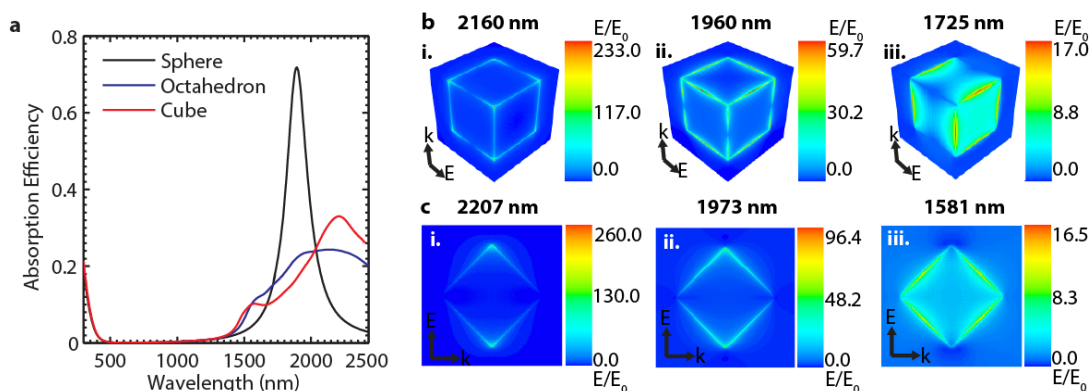 a
Absorption Efficiency
0.8
0.6
0.4
0.2
0
Sphere
Octahedron
Cube
500
1000
1500
2000
2500
Wavelength (nm)
b
2160 nm
i.
k
E
E/E0
233.0
117.0
0.0
1960 nm
ii.
k
E
E/E0
59.7
30.2
0.0
1725 nm
iii.
k
E
E/E0
17.0
8.8
0.0
c
2207 nm
i.
E
k
260.0
130.0
0.0
E/E0
1973 nm
ii.
E
k
96.4
48.2
0.0
E/E0
1581 nm
iii.
E
k
16.5
8.3
0.0
E/E0